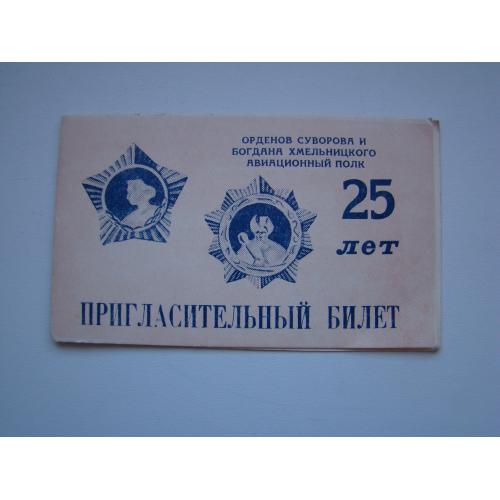 ОРДЕНОВ СУВОРОВА И
БОГДАНА ХМЕЛЬНИЦКОГО
АВИАЦИОННЫЙ ПОЛК
25
лет
ПРИГЛАСИТЕЛЬНЫЙ БИЛЕТ